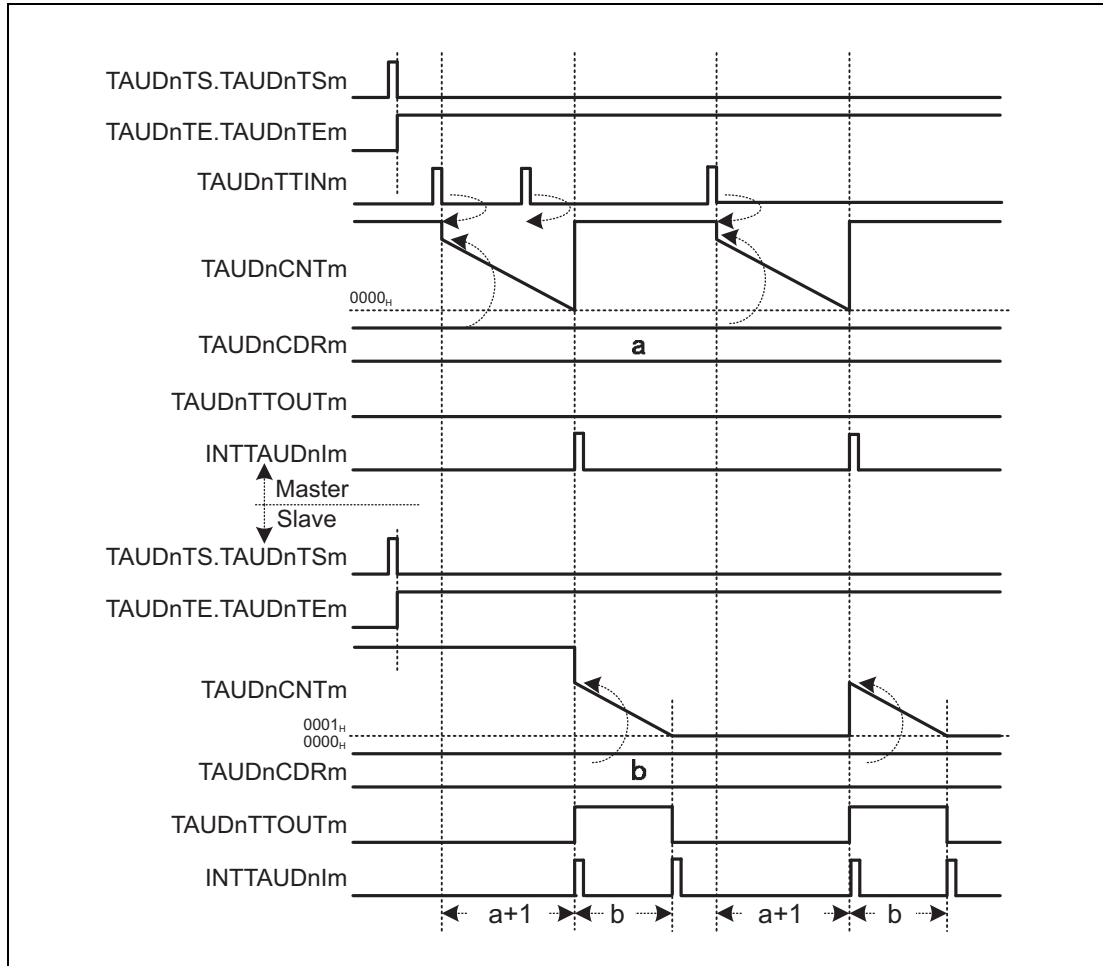 TAUDnTS.TAUDnTSm
TAUDnTE.TAUDnTEm
TAUDnTTINm
TAUDnCNTm
0000H
TAUDnCDRm
a
TAUDnTTOUTm
INTTAUDnIm
Master
Slave
TAUDnTS.TAUDnTSm
TAUDnTE.TAUDnTEm
TAUDnCNTm
0001H
0000H
TAUDnCDRm
b
TAUDnTTOUTm
INTTAUDnIm
a+1 b a+1 b